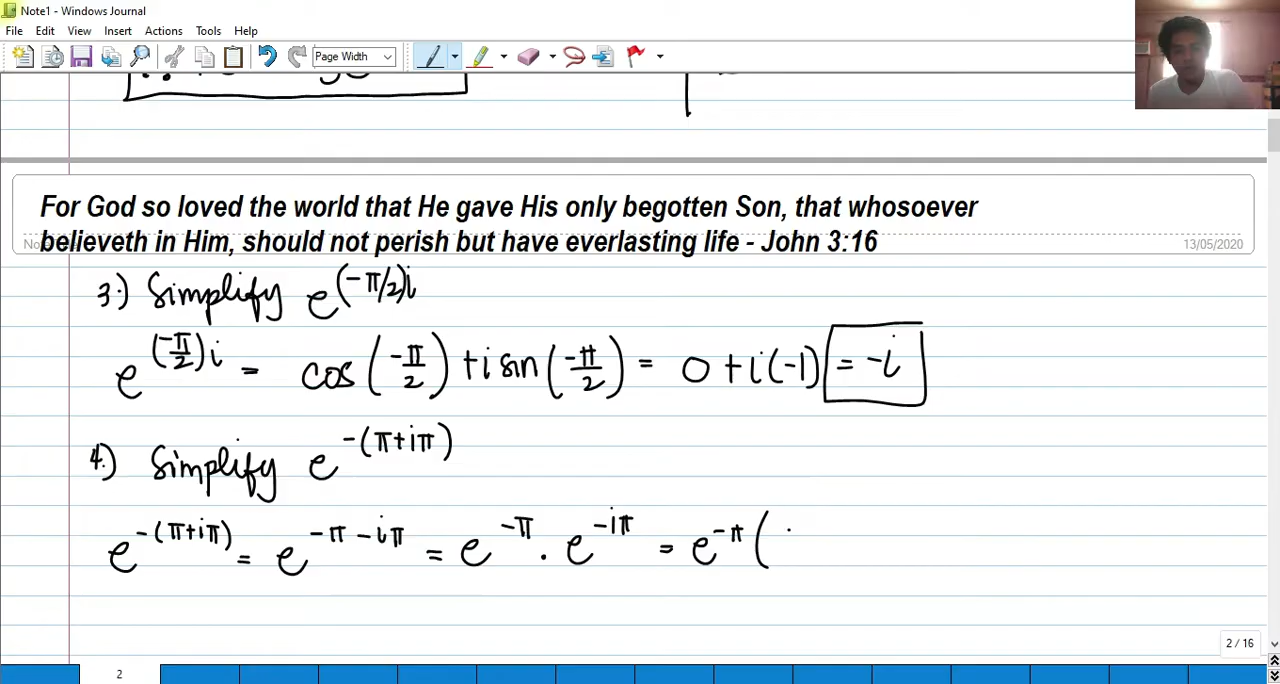 Note1 - Windows Journal
File Edit View Insert Actions Tools Help
Page Width
For God so loved the world that He gave His only begotten Son, that whosoever
believeth in Him, should not perish but have everlasting life - John 3:16
13/05/2020
3.) Simplify e^(-π/2)i
e^(-π/2)i = cos(-π/2) + i sin(-π/2) = 0 + i(-1) = -i
4.) Simplify e^-(π+iπ)
e^-(π+iπ) = e^-π-iπ = e^-π · e^-iπ = e^-π (
2 / 16
2